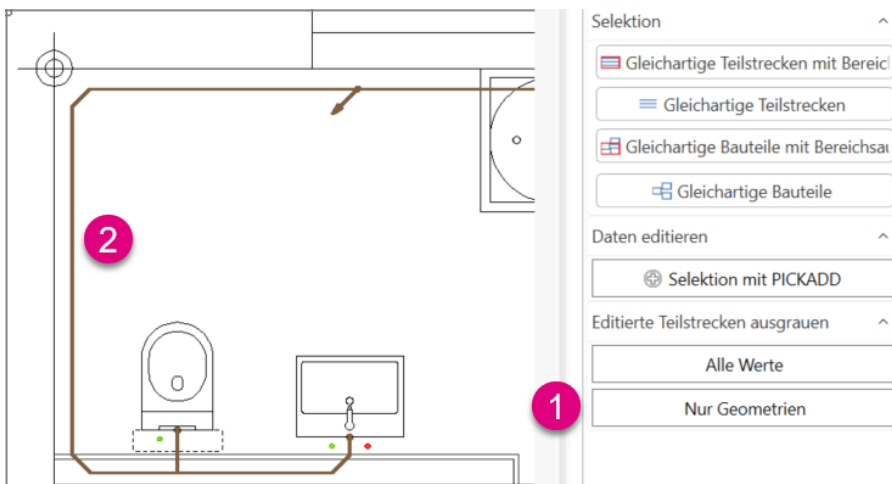 Selektion
Gleichartige Teilstrecken mit Bereic
Gleichartige Teilstrecken
Gleichartige Bauteile mit Bereichsau
Gleichartige Bauteile
Daten editieren
Selektion mit PICKADD
Editierte Teilstrecken ausgrauen
Alle Werte
Nur Geometrien
1
2